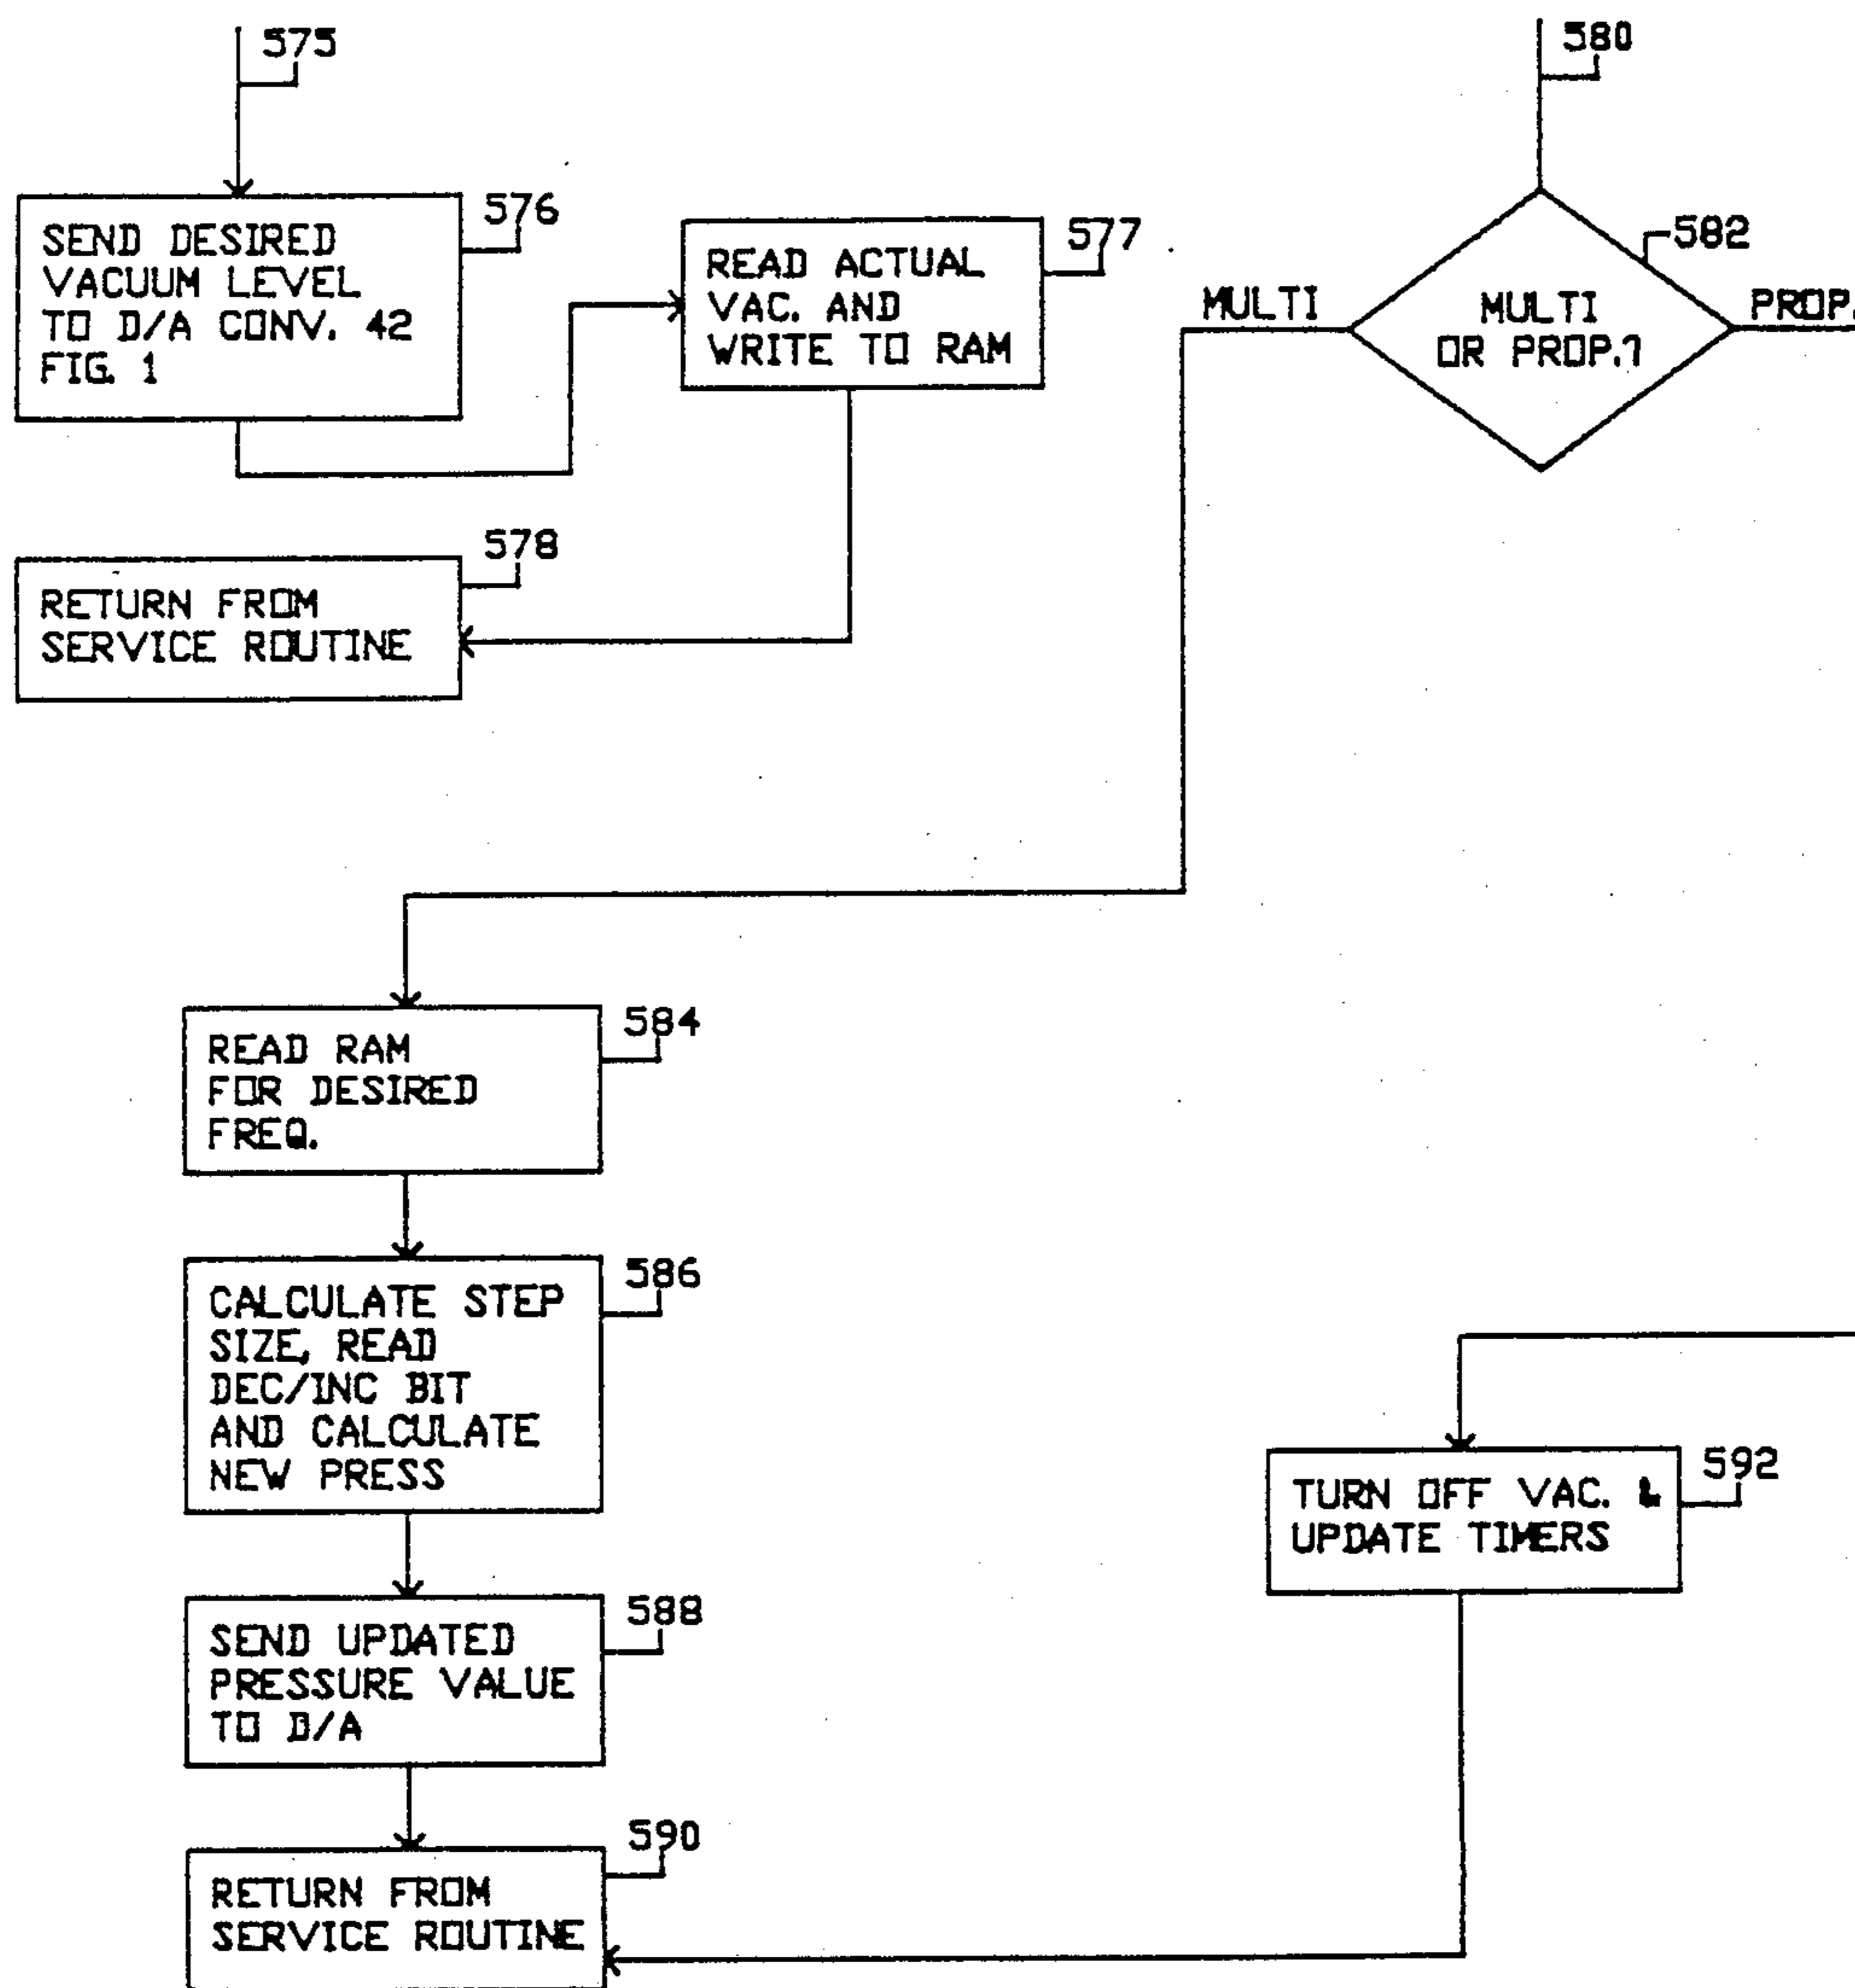 575
SEND DESIRED
VACUUM LEVEL
TO D/A CONV. 42
FIG. 1
576
READ ACTUAL
VAC. AND
WRITE TO RAM
577
RETURN FROM
SERVICE ROUTINE
578
580
MULTI
OR PROP.?
582
MULTI
PROP.
READ RAM
FOR DESIRED
FREQ.
584
CALCULATE STEP
SIZE, READ
DEC/INC BIT
AND CALCULATE
NEW PRESS
586
SEND UPDATED
PRESSURE VALUE
TO D/A
588
RETURN FROM
SERVICE ROUTINE
590
TURN OFF VAC. &
UPDATE TIMERS
592